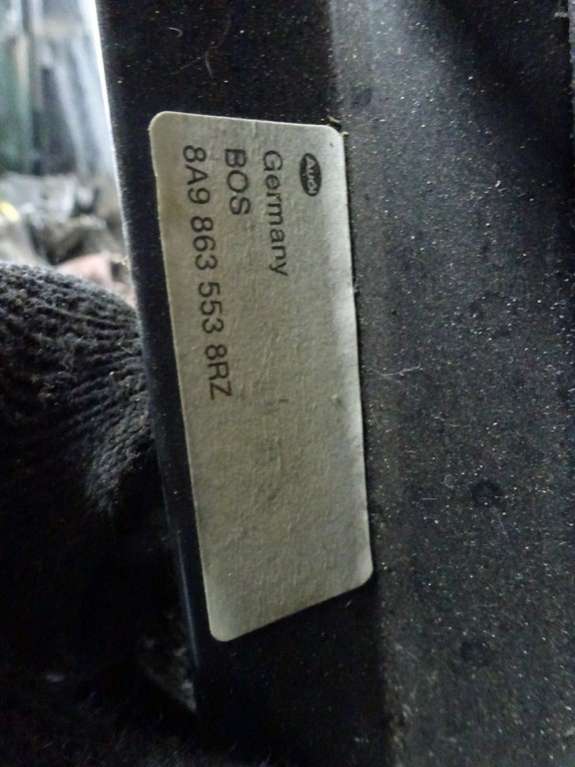 Audi
Germany
BOS
8A9 863 553 8RZ